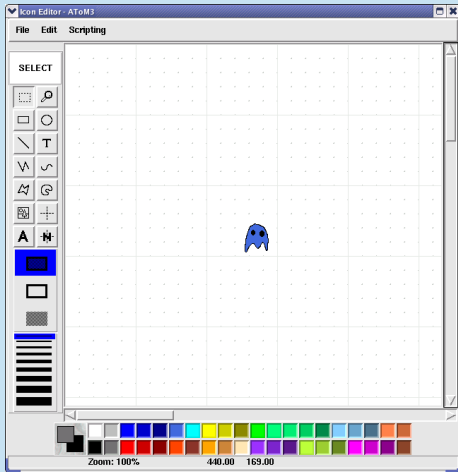 Icon Editor - AToM3
File Edit Scripting
SELECT
T
A N
Zoom: 100% 440.00 169.00